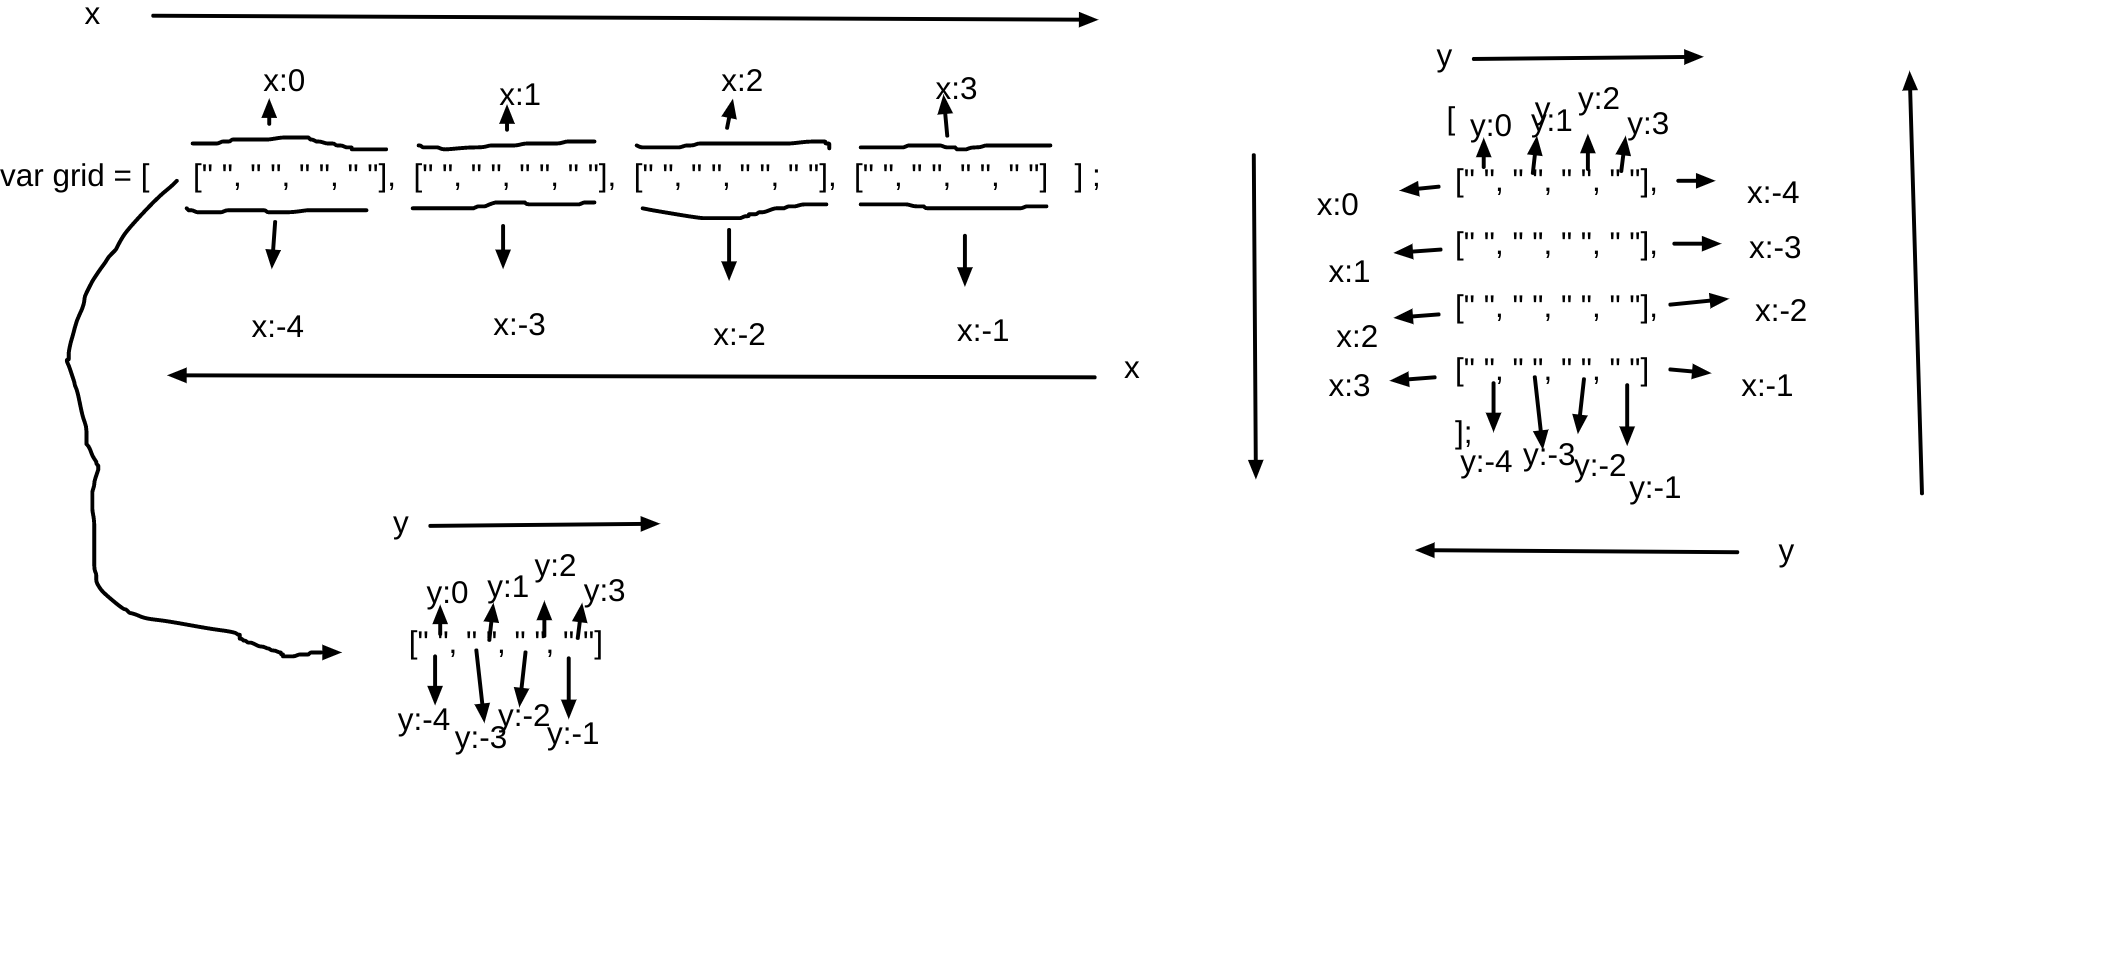 x
x:0 x:1 x:2 x:3
var grid = [ [" ", " ", " ", " "], [" ", " ", " ", " "], [" ", " ", " ", " "], [" ", " ", " ", " "] ] ;
x:-4 x:-3 x:-2 x:-1
x
y
y:0 y:1 y:2 y:3
[" ", " ", " ", " "]
y:-4 y:-3 y:-2 y:-1
y
[ y:0 y y:1 y:2 y:3
x:0 [" ", " ", " ", " "], x:-4
x:1 [" ", " ", " ", " "], x:-3
x:2 [" ", " ", " ", " "], x:-2
x:3 [" ", " ", " ", " "] x:-1
];
y:-4 y:-3 y:-2 y:-1
y